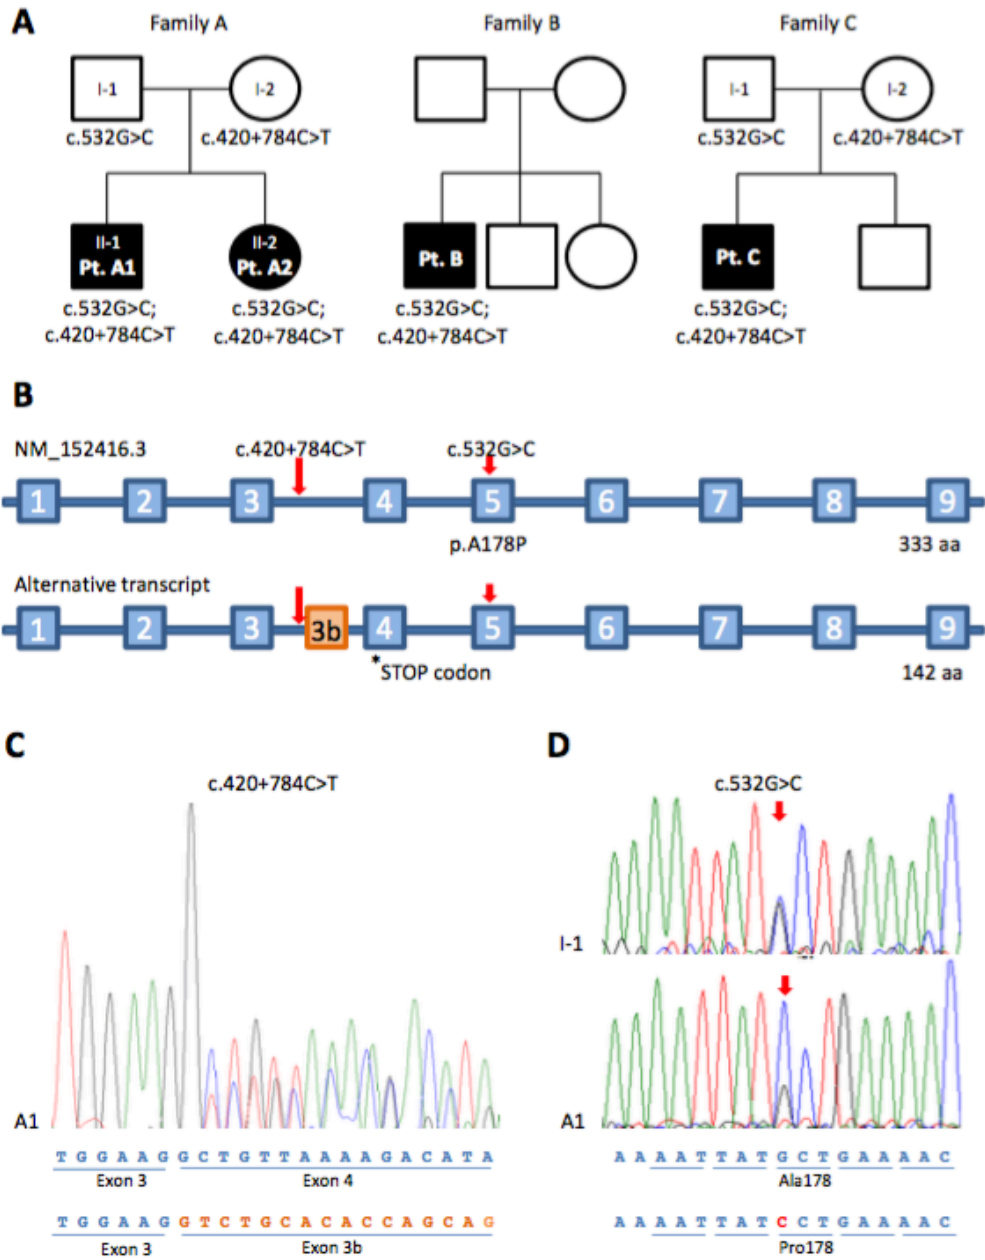 A
Family A
Family B
Family C
I-1
I-2
I-1
I-2
c.532G>C
c.420+784C>T
c.532G>C
c.420+784C>T
II-1
Pt. A1
II-2
Pt. A2
Pt. B
Pt. C
c.532G>C;
c.420+784C>T
c.532G>C;
c.420+784C>T
c.532G>C;
c.420+784C>T
c.532G>C;
c.420+784C>T
B
NM_152416.3
c.420+784C>T
c.532G>C
1 2 3 4 5 6 7 8 9
p.A178P
333 aa
Alternative transcript
1 2 3 3b 4 5 6 7 8 9
*STOP codon
142 aa
C
c.420+784C>T
A1
T G G A A G G C T G T T A A A A G A C A T A
Exon 3
Exon 4
T G G A A G G T C T G C A C A C C A G C A G
Exon 3
Exon 3b
D
c.532G>C
I-1
A1
A A A A T T A T G C T G A A A A C
Ala178
A A A A T T A T C C T G A A A A C
Pro178